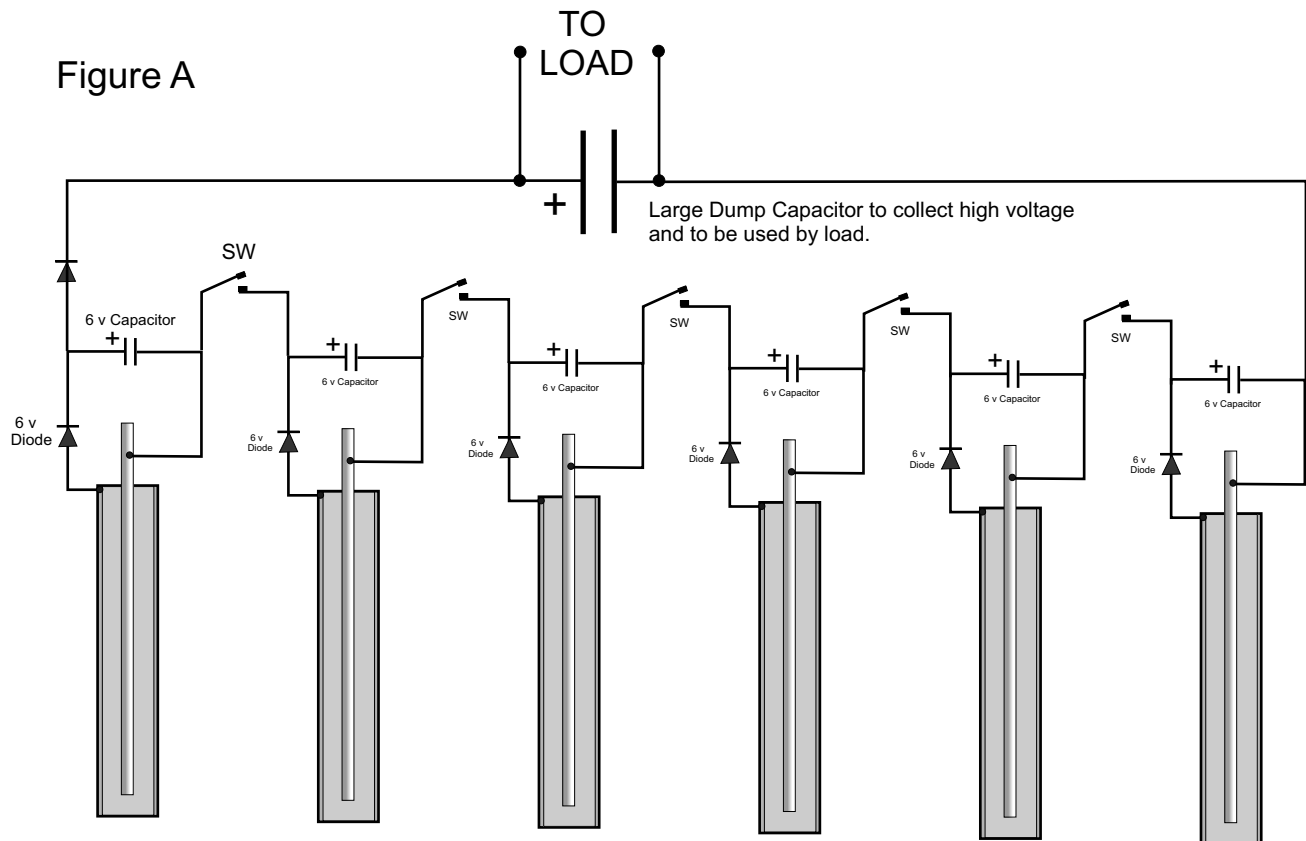 Figure A
TO
LOAD
+
Large Dump Capacitor to collect high voltage
and to be used by load.
SW
SW
SW
SW
SW
6 v Capacitor
+
+
6 v Capacitor
+
6 v Capacitor
+
6 v Capacitor
+
6 v Capacitor
+
6 v Capacitor
6 v
Diode
6 v
Diode
6 v
Diode
6 v
Diode
6 v
Diode
6 v
Diode